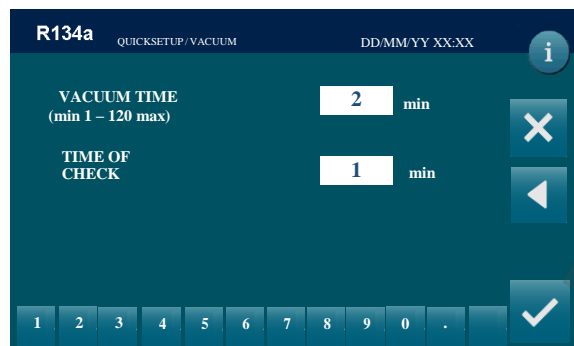 R134a QUICKSETUP/VACUUM DD/MM/YY XX:XX
i
VACUUM TIME 2 min
(min 1 – 120 max)
TIME OF 1 min
CHECK
1 2 3 4 5 6 7 8 9 0 .